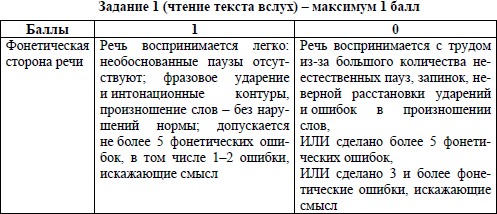 Задание 1 (чтение текста вслух) – максимум 1 балл
Баллы 1 0
Фонетическая
сторона речи
Речь воспринимается легко:
необоснованные паузы отсут-
ствуют; фразовое ударение
и интонационные контуры,
произношение слов – без нару-
шений нормы; допускается
не более 5 фонетических оши-
бок, в том числе 1–2 ошибки,
искажающие смысл
Речь воспринимается с трудом
из-за большого количества не-
естественных пауз, запинок, не-
верной расстановки ударений
и ошибок в произношении
слов,
ИЛИ сделано более 5 фонети-
ческих ошибок,
ИЛИ сделано 3 и более фоне-
тические ошибки, искажающие
смысл